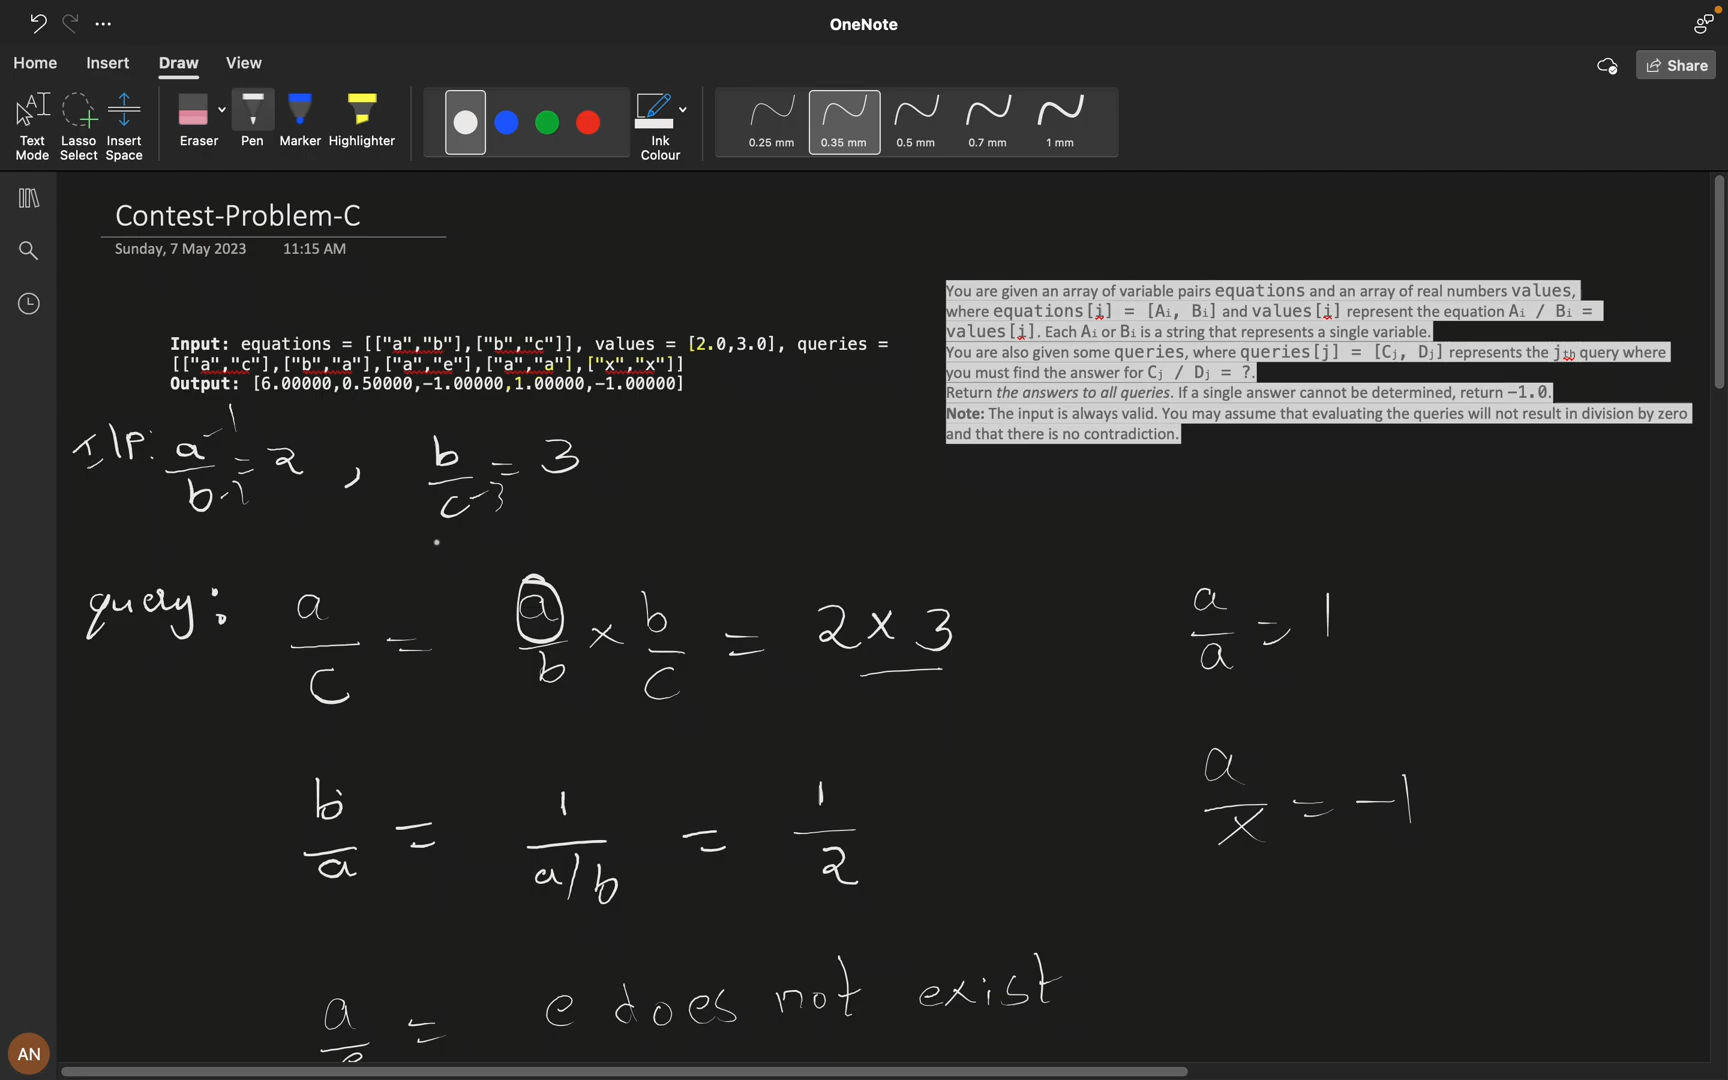 OneNote
Home
Insert
Draw
View
Share
Text Mode
Lasso Select
Insert Space
Eraser
Pen
Marker
Highlighter
Ink Colour
0.25 mm
0.35 mm
0.5 mm
0.7 mm
1 mm
Contest-Problem-C
Sunday, 7 May 2023 11:15 AM
Input: equations = [["a","b"],["b","c"]], values = [2.0,3.0], queries =
[["a","c"],["b","a"],["a","e"],["a","a"],["x","x"]]
Output: [6.00000,0.50000,-1.00000,1.00000,-1.00000]
You are given an array of variable pairs equations and an array of real numbers values,
where equations[i] = [Ai, Bi] and values[i] represent the equation Ai / Bi =
values[i]. Each Ai or Bi is a string that represents a single variable.
You are also given some queries, where queries[j] = [Cj, Dj] represents the jth query where
you must find the answer for Cj / Dj = ?.
Return the answers to all queries. If a single answer cannot be determined, return -1.0.
Note: The input is always valid. You may assume that evaluating the queries will not result in division by zero
and that there is no contradiction.
I/P: a-1 / b-2 = 2 , b / c-3 = 3
query: a / c = a / b × b / c = 2 × 3
a / a = 1
b / a = 1 / a/b = 1 / 2
a / x = -1
a / e = e does not exist
AN